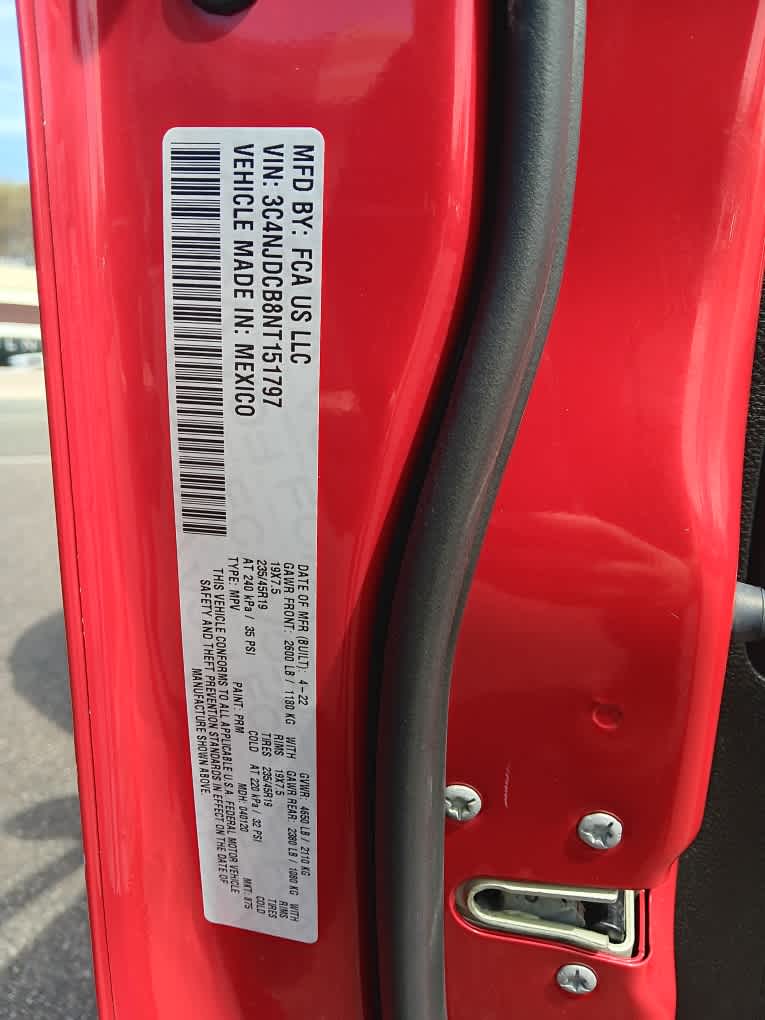 MFD BY: FCA US LLC
VIN: 3C4NJDCB8NT151797
VEHICLE MADE IN: MEXICO
DATE OF MFR (BUILT): 4-22 GVWR: 4650 LB / 2110 KG
GAWR FRONT: 2600 LB / 1180 KG WITH GAWR REAR: 2380 LB / 1080 KG WITH
19X7.5 RIMS 19X7.5 RIMS
235/45R19 TIRES 235/45R19 TIRES
AT 240 kPa / 35 PSI COLD AT 220 kPa / 32 PSI COLD
TYPE: MPV PAINT: PRM MDH: 040120 MKT: 875
THIS VEHICLE CONFORMS TO ALL APPLICABLE U.S.A. FEDERAL MOTOR VEHICLE
SAFETY AND THEFT PREVENTION STANDARDS IN EFFECT ON THE DATE OF
MANUFACTURE SHOWN ABOVE.